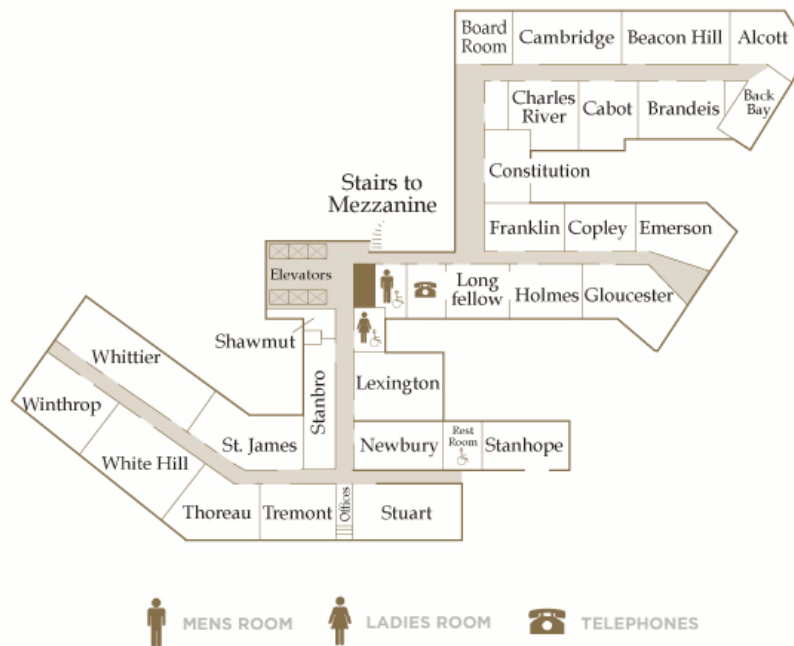 Board
Room
Cambridge
Beacon Hill
Alcott
Charles
River
Cabot
Brandeis
Back
Bay
Constitution
Stairs to
Mezzanine
Franklin
Copley
Emerson
Elevators
Long
fellow
Holmes
Gloucester
Shawmut
Whittier
Lexington
Winthrop
Stanbro
St. James
Newbury
Rest
Room
Stanhope
White Hill
Thoreau
Tremont
Offices
Stuart
MENS ROOM
LADIES ROOM
TELEPHONES